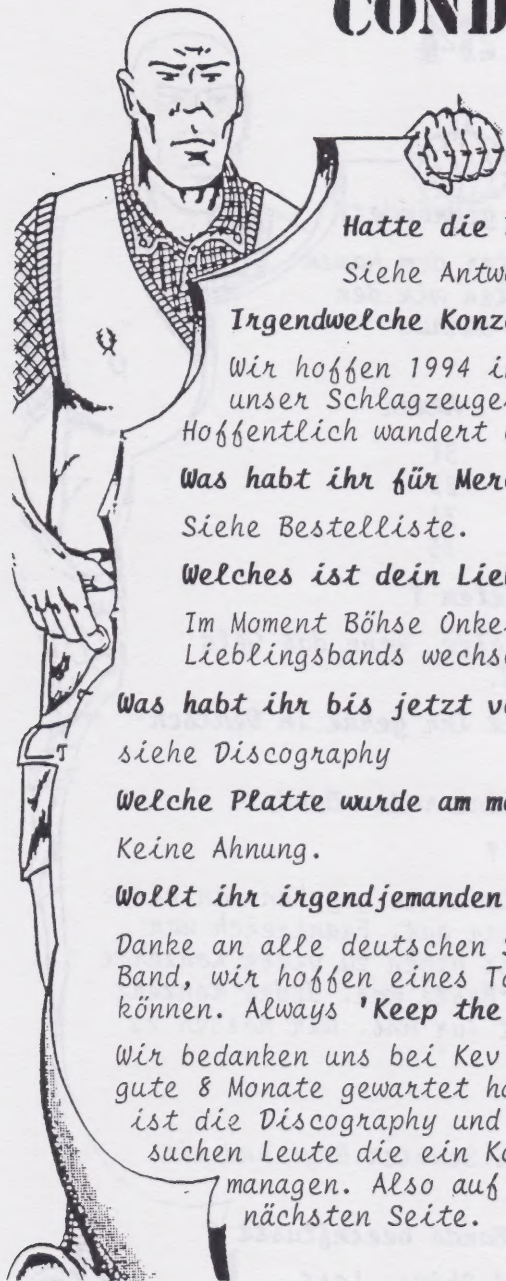 COND
Hatte die
Siehe Antw
Irgendwelche Konze
Wir hoffen 1994 i
unser Schlagzeuge
Hoffentlich wandert
Was habt ihr für Mer
Siehe Bestelliste.
Welches ist dein Lie
Im Moment Böhse Onke
Lieblingsbands wechs
Was habt ihr bis jetzt v
siehe Discography
Welche Platte wurde am m
Keine Ahnung.
Wollt ihr irgendjemanden
Danke an alle deutschen S
Band, wir hoffen eines Ta
können. Always 'Keep the
Wir bedanken uns bei Kev
gute 8 Monate gewartet ha
ist die Discography und
suchen Leute die ein Ko
managen. Also auf
nächsten Seite.